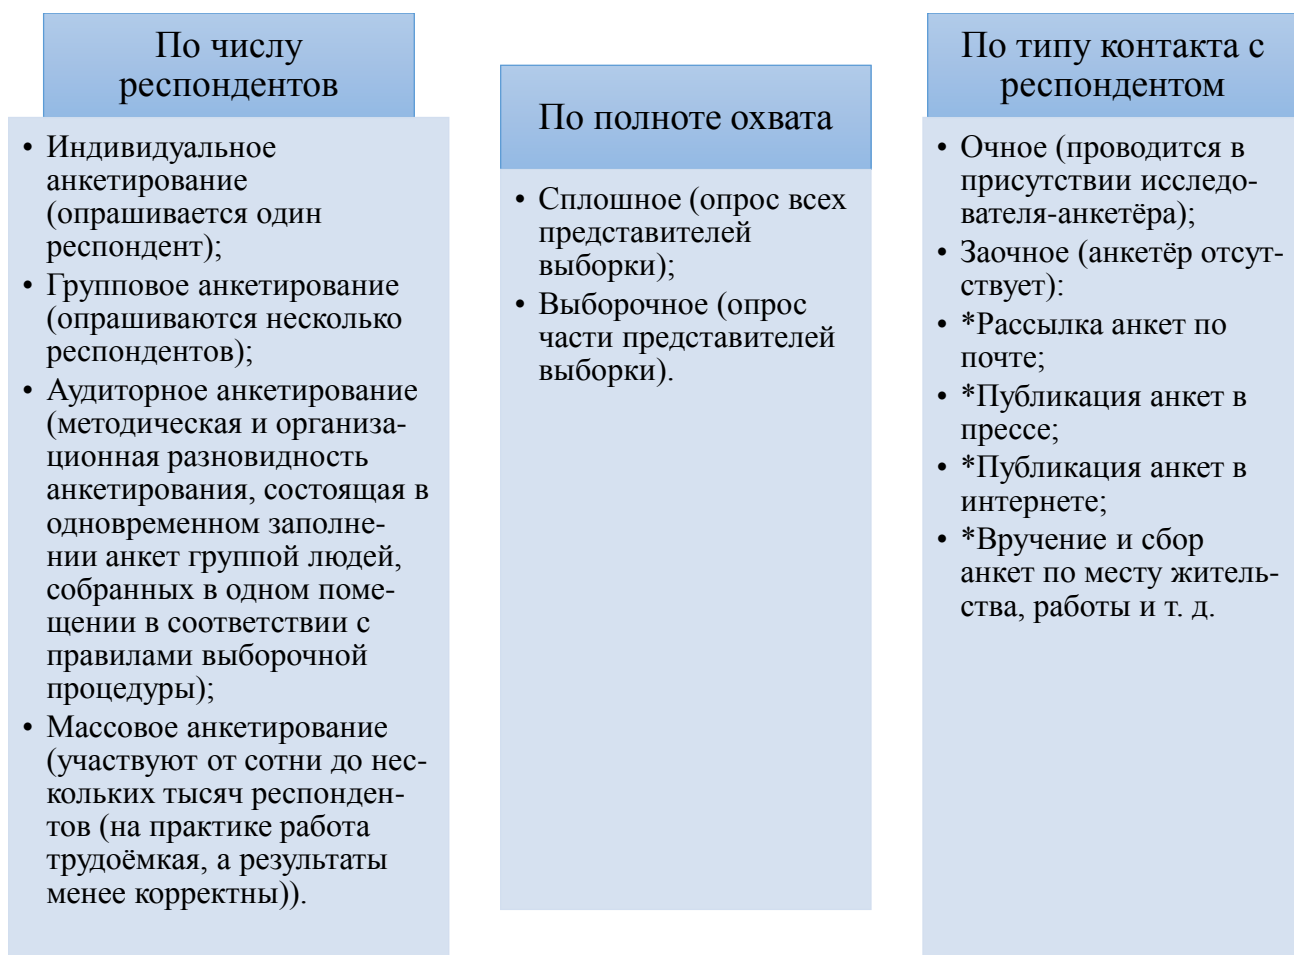 По числу
респондентов
• Индивидуальное
анкетирование
(опрашивается один
респондент);
• Групповое анкетирование
(опрашиваются несколько
респондентов);
• Аудиторное анкетирование
(методическая и организа-
ционная разновидность
анкетирования, состоящая в
одновременном заполне-
нии анкет группой людей,
собранных в одном поме-
щении в соответствии с
правилами выборочной
процедуры);
• Массовое анкетирование
(участвуют от сотни до нес-
кольких тысяч респонден-
тов (на практике работа
трудоёмкая, а результаты
менее корректны)).
По полноте охвата
• Сплошное (опрос всех
представителей
выборки);
• Выборочное (опрос
части представителей
выборки).
По типу контакта с
респондентом
• Очное (проводится в
присутствии исследо-
вателя-анкетёра);
• Заочное (анкетёр отсут-
ствует):
• *Рассылка анкет по
почте;
• *Публикация анкет в
прессе;
• *Публикация анкет в
интернете;
• *Вручение и сбор
анкет по месту житель-
ства, работы и т. д.